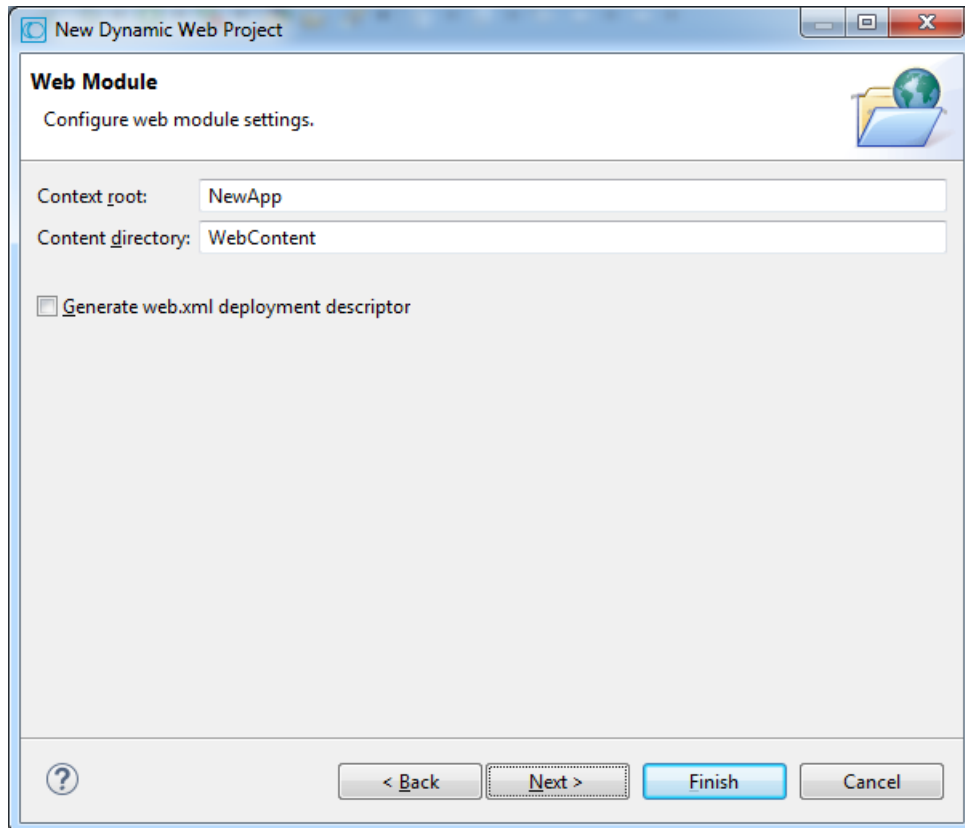 New Dynamic Web Project
Web Module
Configure web module settings.
Context root: NewApp
Content directory: WebContent
Generate web.xml deployment descriptor
? < Back Next > Finish Cancel